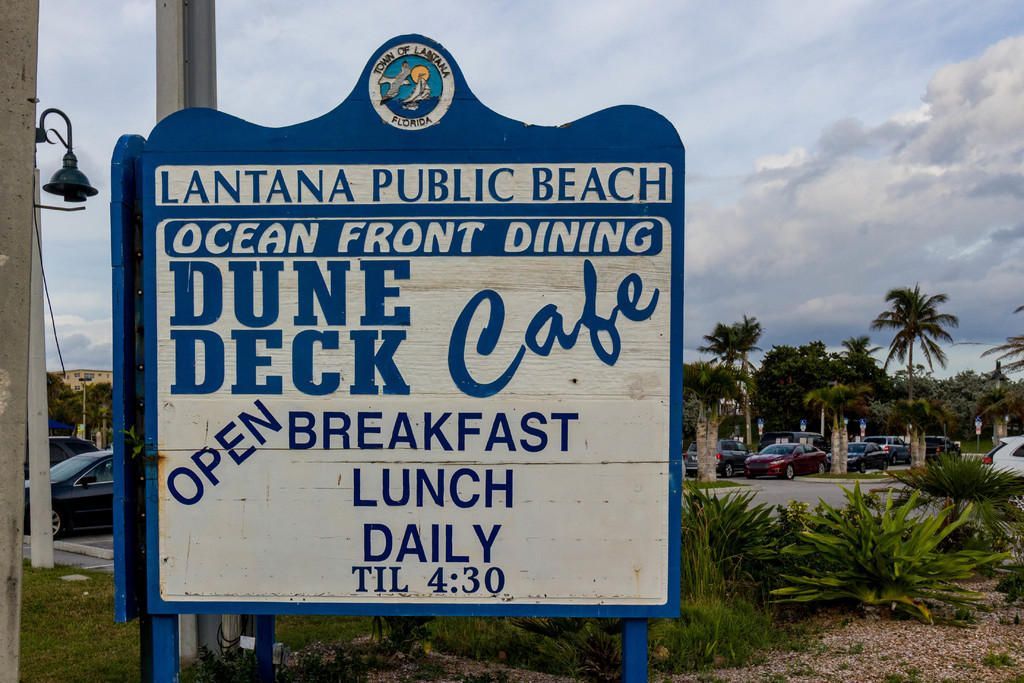 TOWN OF LANTANA
FLORIDA
LANTANA PUBLIC BEACH
OCEAN FRONT DINING
DUNE DECK Cafe
OPEN BREAKFAST
LUNCH
DAILY
TIL 4:30